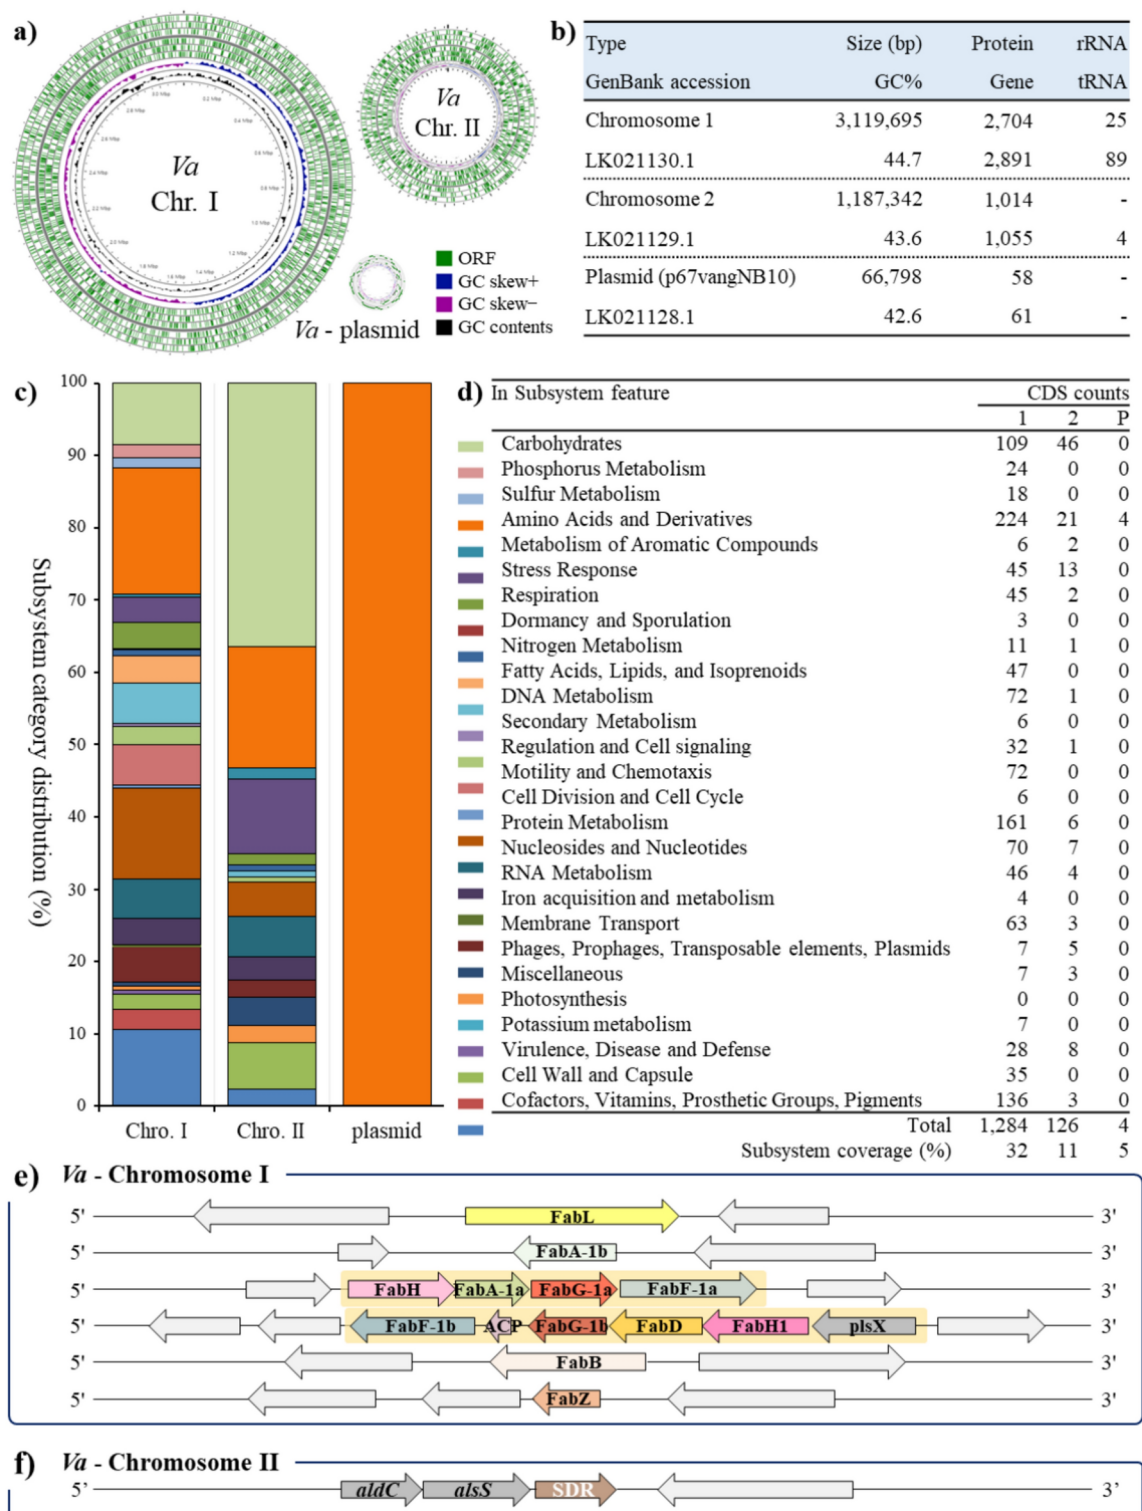 a)
Va
Chr. I
Va
Chr. II
Va - plasmid
ORF
GC skew+
GC skew−
GC contents
b)
Type Size (bp) Protein rRNA
GenBank accession GC% Gene tRNA
Chromosome 1 3,119,695 2,704 25
LK021130.1 44.7 2,891 89
Chromosome 2 1,187,342 1,014 -
LK021129.1 43.6 1,055 4
Plasmid (p67vangNB10) 66,798 58 -
LK021128.1 42.6 61 -
c)
Subsystem category distribution (%)
100
90
80
70
60
50
40
30
20
10
0
Chro. I Chro. II plasmid
d) In Subsystem feature CDS counts
1 2 P
Carbohydrates 109 46 0
Phosphorus Metabolism 24 0 0
Sulfur Metabolism 18 0 0
Amino Acids and Derivatives 224 21 4
Metabolism of Aromatic Compounds 6 2 0
Stress Response 45 13 0
Respiration 45 2 0
Dormancy and Sporulation 3 0 0
Nitrogen Metabolism 11 1 0
Fatty Acids, Lipids, and Isoprenoids 47 0 0
DNA Metabolism 72 1 0
Secondary Metabolism 6 0 0
Regulation and Cell signaling 32 1 0
Motility and Chemotaxis 72 0 0
Cell Division and Cell Cycle 6 0 0
Protein Metabolism 161 6 0
Nucleosides and Nucleotides 70 7 0
RNA Metabolism 46 4 0
Iron acquisition and metabolism 4 0 0
Membrane Transport 63 3 0
Phages, Prophages, Transposable elements, Plasmids 7 5 0
Miscellaneous 7 3 0
Photosynthesis 0 0 0
Potassium metabolism 7 0 0
Virulence, Disease and Defense 28 8 0
Cell Wall and Capsule 35 0 0
Cofactors, Vitamins, Prosthetic Groups, Pigments 136 3 0
Total 1,284 126 4
Subsystem coverage (%) 32 11 5
e) Va - Chromosome I
5' FabL 3'
5' FabA-1b 3'
5' FabH FabA-1a FabG-1a FabF-1a 3'
5' FabF-1b ACP FabG-1b FabD FabH1 plsX 3'
5' FabB 3'
5' FabZ 3'
f) Va - Chromosome II
5' aldC alsS SDR 3'